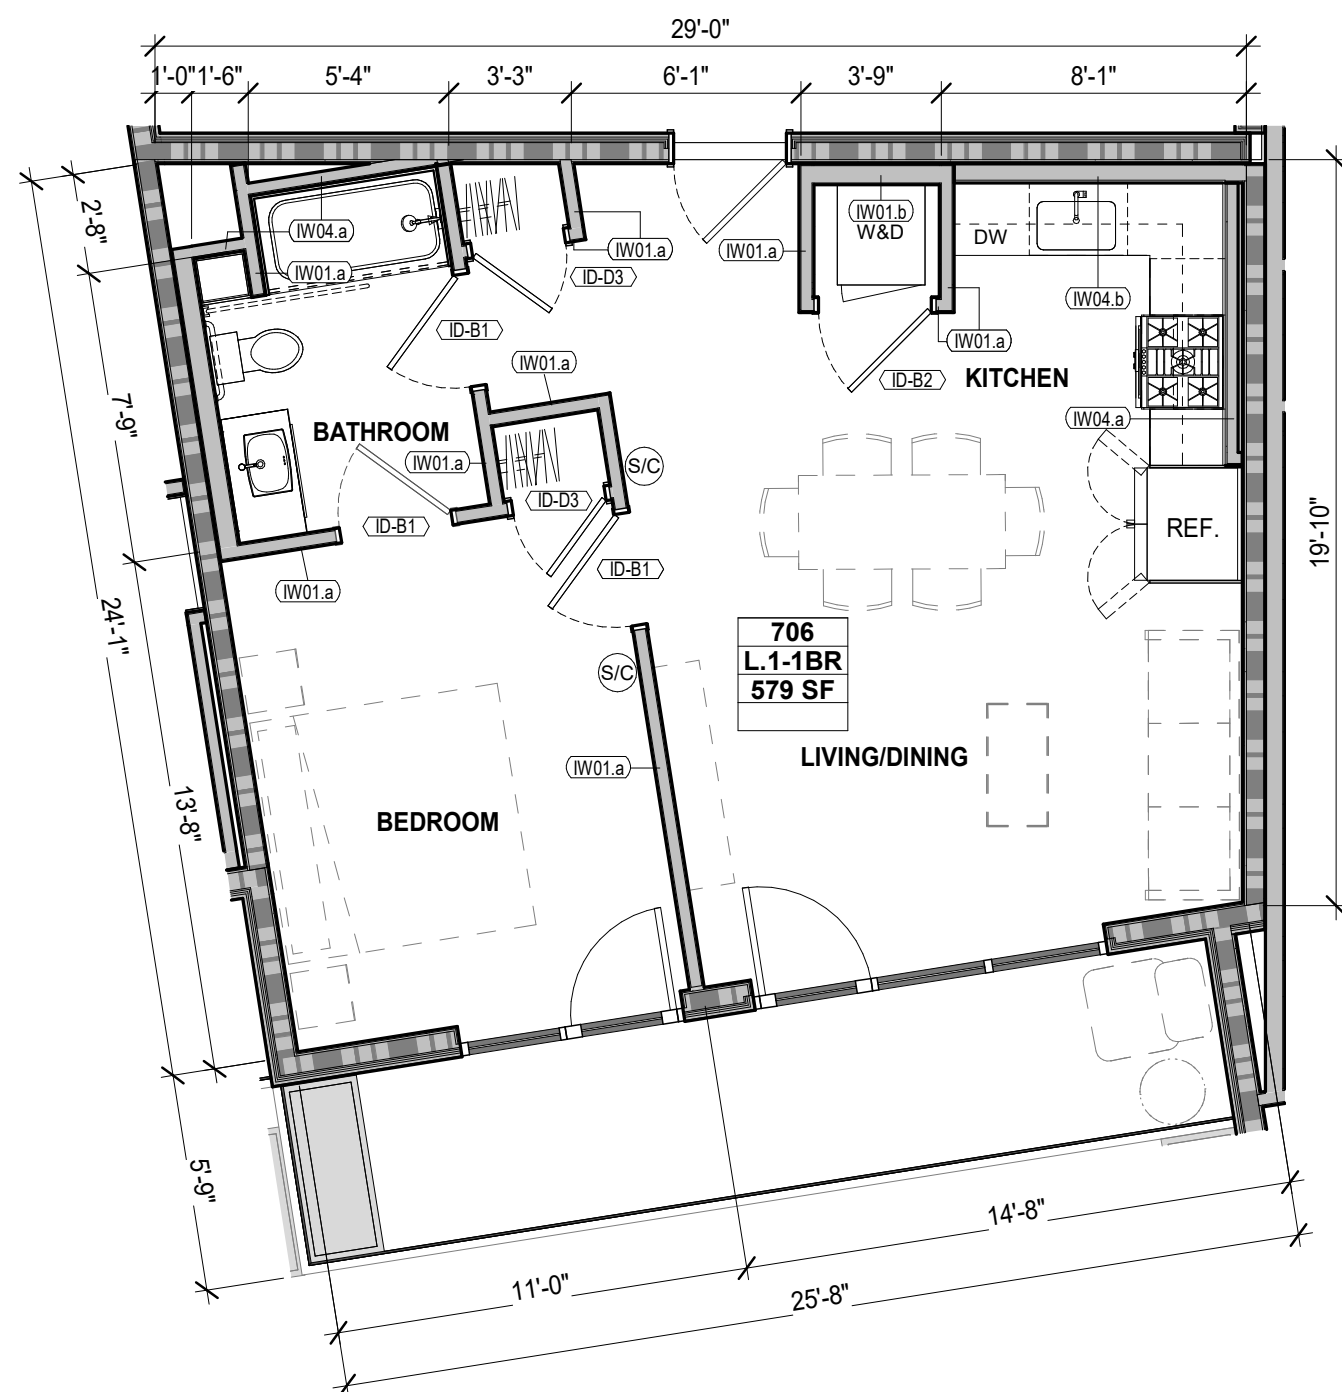 29'-0"
1'-0"
1'-6"
5'-4"
3'-3"
6'-1"
3'-9"
8'-1"
2'-8"
IW04.a
IW01.a
IW01.a
ID-D3
IW01.a
IW01.b
W&D
DW
IW04.b
ID-B1
IW01.a
IW01.a
ID-B2
KITCHEN
7'-9"
BATHROOM
IW01.a
S/C
IW04.a
ID-D3
ID-B1
REF.
19'-10"
ID-B1
IW01.a
24'-1"
706
L.1-1BR
579 SF
S/C
LIVING/DINING
IW01.a
13'-8"
BEDROOM
5'-9"
14'-8"
11'-0"
25'-8"